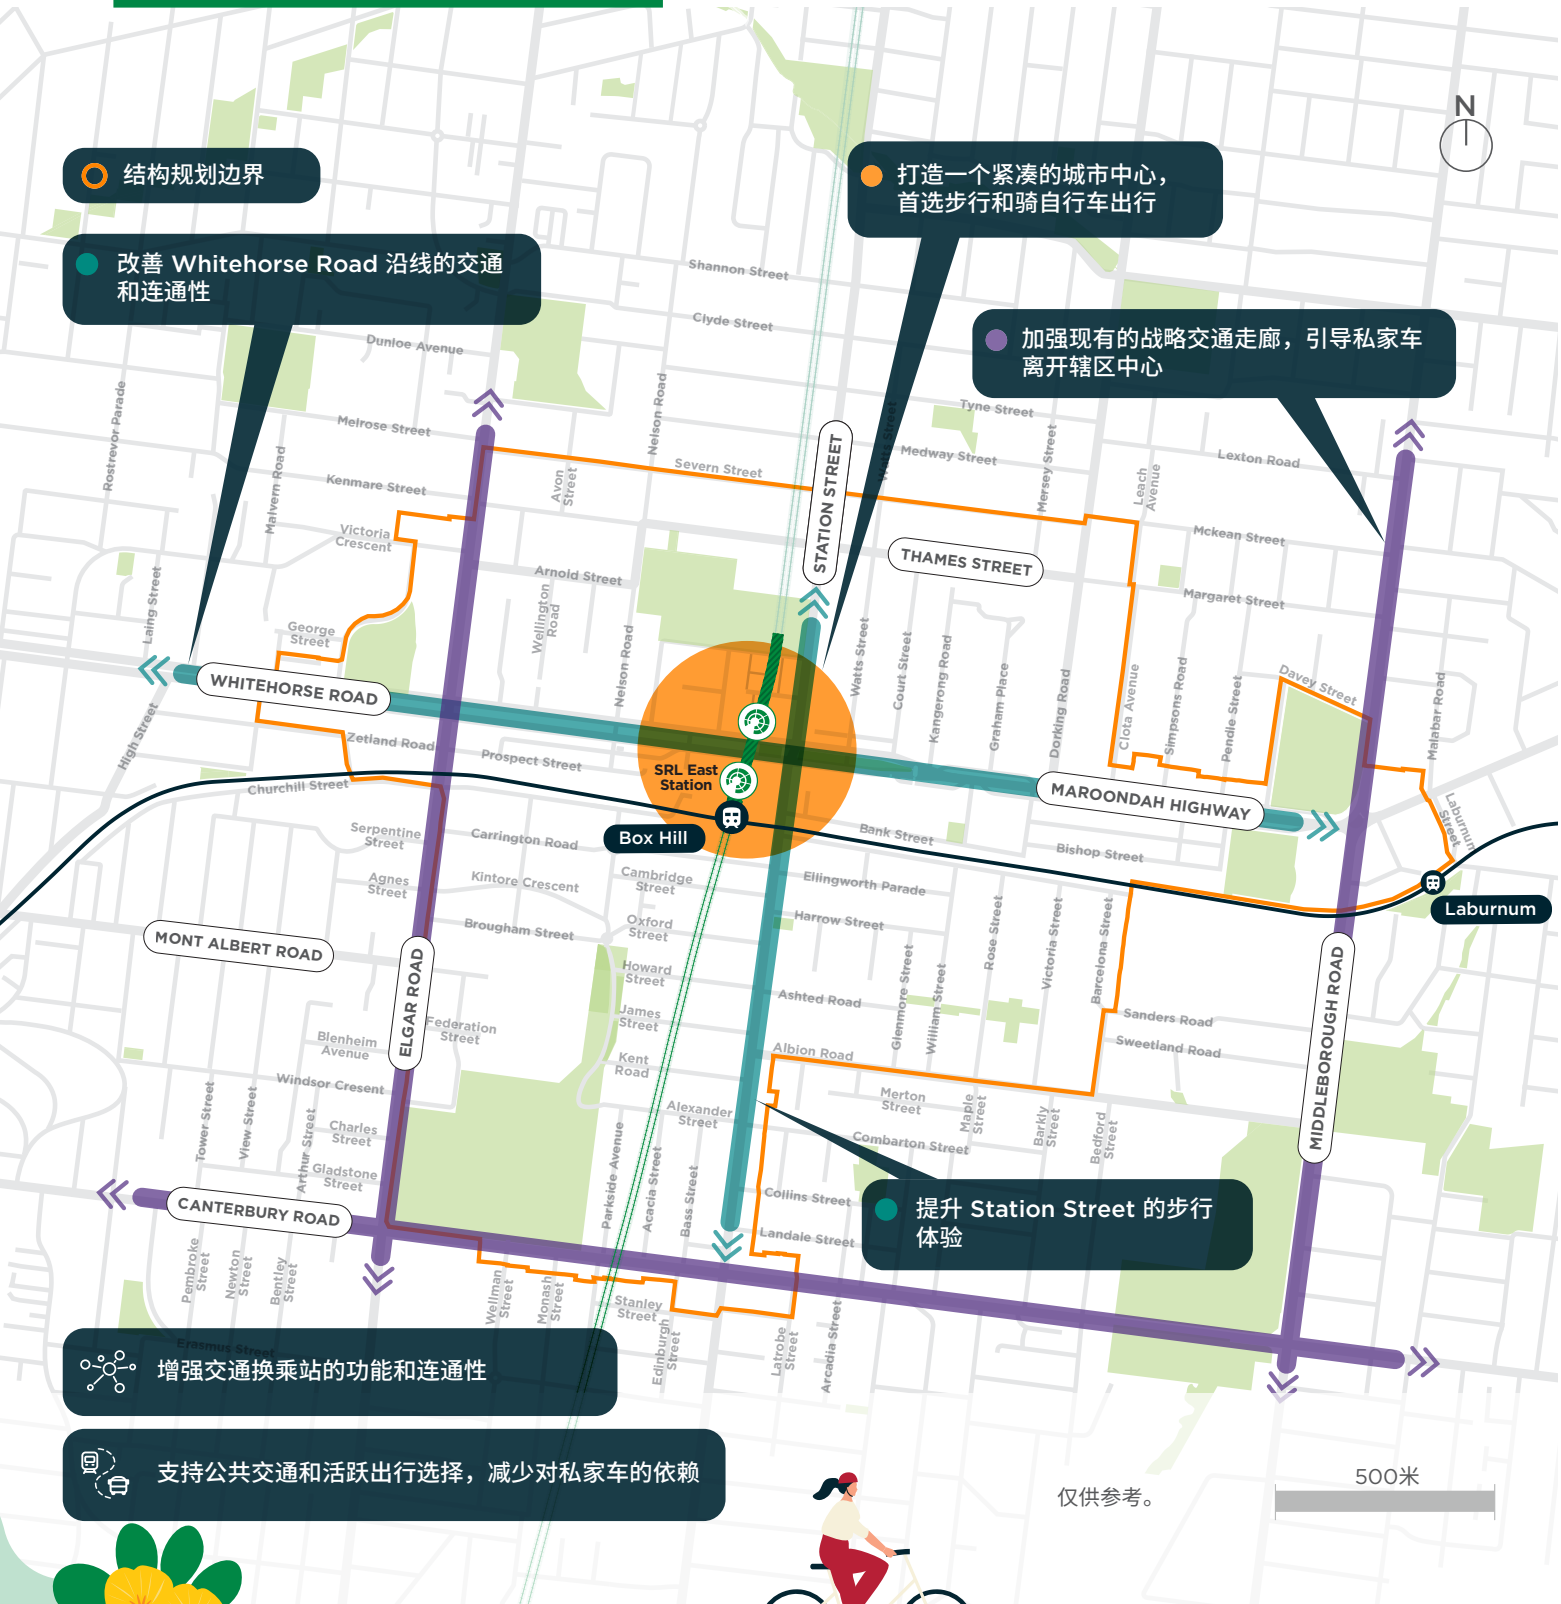 N
结构规划边界
打造一个紧凑的城市中心，
首选步行和骑自行车出行
改善 Whitehorse Road 沿线的交通
和连通性
Shannon Street
Clyde Street
加强现有的战略交通走廊，引导私家车
离开辖区中心
Dunloe Avenue
Rostrevor Parade
Melrose Street
Nelson Road
Tyne Street
Watts Street
Medway Street
Mersey Street
Lexton Road
Leach
Avenue
Severn Street
STATION STREET
Malvern Road
Kenmare Street
Avon
Street
Victoria
Crescent
Mckean Street
THAMES STREET
Arnold Street
Laing Street
Wellington
Road
Margaret Street
George
Street
Nelson Road
Watts Street
Court Street
Kangerong Road
Graham Place
Dorking Road
Clota Avenue
Simpsons Road
Pendle Street
Davey Street
Malabar Road
WHITEHORSE ROAD
High Street
Zetland Road
Prospect Street
SRL East
Station
MAROONDAH HIGHWAY
Churchill Street
Laburnum
Street
Serpentine
Street
Carrington Road
Box Hill
Bank Street
Bishop Street
Agnes
Street
Kintore Crescent
Cambridge
Street
Ellingworth Parade
Laburnum
Brougham Street
Oxford
Street
Harrow Street
Rose Street
Victoria Street
Barcelona Street
MONT ALBERT ROAD
ELGAR ROAD
Howard
Street
Ashted Road
Glenmore Street
William Street
MIDDLEBOROUGH ROAD
James
Street
Federation
Street
Sanders Road
Blenheim
Avenue
Kent
Road
Albion Road
Sweetland Road
Windsor Cresent
Tower Street
View Street
Arthur Street
Merton
Street
Maple
Street
Barkly
Street
Bedford
Street
Alexander
Street
Charles
Street
Combarton Street
Gladstone
Street
Parkside Avenue
Acacia Street
Bass Street
Collins Street
CANTERBURY ROAD
提升 Station Street 的步行
体验
Landale Street
Pembroke
Street
Newton
Street
Bentley
Street
Wellman
Street
Monash
Street
Stanley
Street
Edinburgh
Street
Latrobe
Street
Arcadia Street
Erasmus Street
增强交通换乘站的功能和连通性
支持公共交通和活跃出行选择，减少对私家车的依赖
仅供参考。
500米